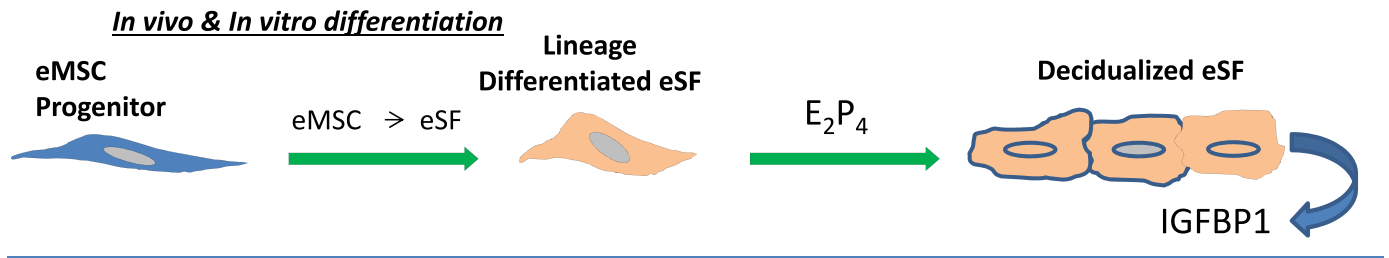 In vivo & In vitro differentiation
eMSC
Progenitor
eMSC → eSF
Lineage
Differentiated eSF
E₂P₄
Decidualized eSF
IGFBP1